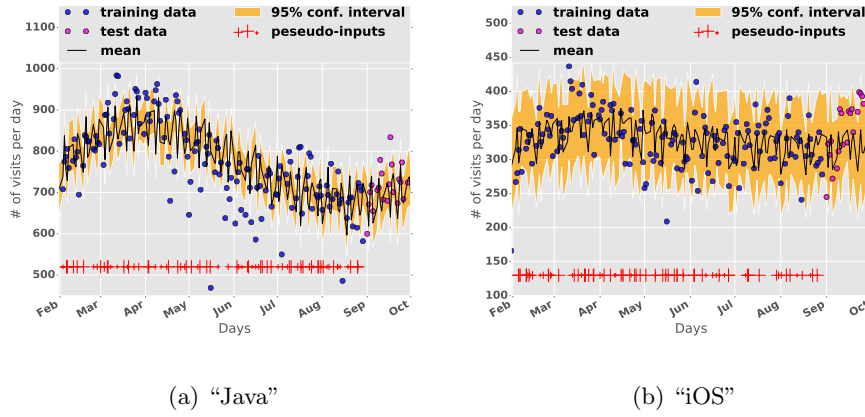 training data 95% conf. interval
test data peseudo-inputs
mean
1100
1000
900
800
700
600
500
# of visits per day
Feb Mar Apr May Jun Jul Aug Sep Oct
Days
(a) “Java”
training data 95% conf. interval
test data peseudo-inputs
mean
500
450
400
350
300
250
200
150
100
# of visits per day
Feb Mar Apr May Jun Jul Aug Sep Oct
Days
(b) “iOS”